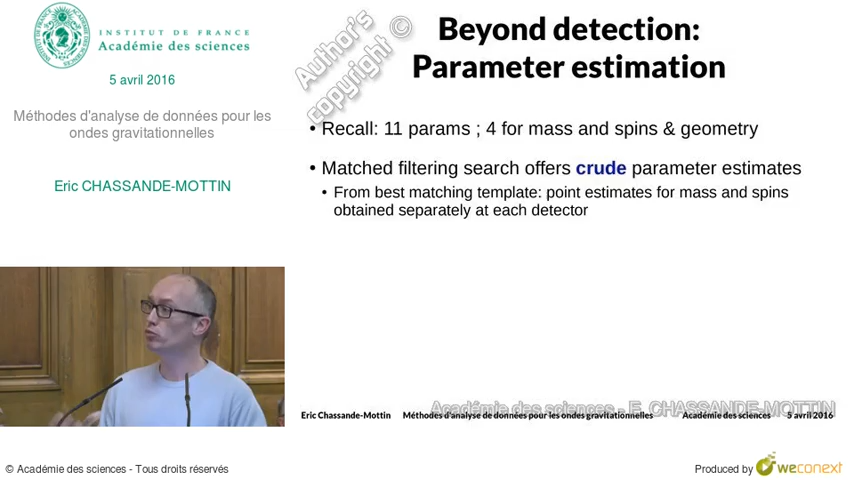 INSTITUT DE FRANCE
Académie des sciences
5 avril 2016
Méthodes d'analyse de données pour les
ondes gravitationnelles
Eric CHASSANDE-MOTTIN
Author's ©
copyright
Beyond detection:
Parameter estimation
• Recall: 11 params ; 4 for mass and spins & geometry
• Matched filtering search offers crude parameter estimates
• From best matching template: point estimates for mass and spins
obtained separately at each detector
Académie des sciences - E. CHASSANDE-MOTTIN
Eric Chassande-Mottin Méthodes d'analyse de données pour les ondes gravitationnelles Académie des sciences 5 avril 2016
© Académie des sciences - Tous droits réservés
Produced by weconext